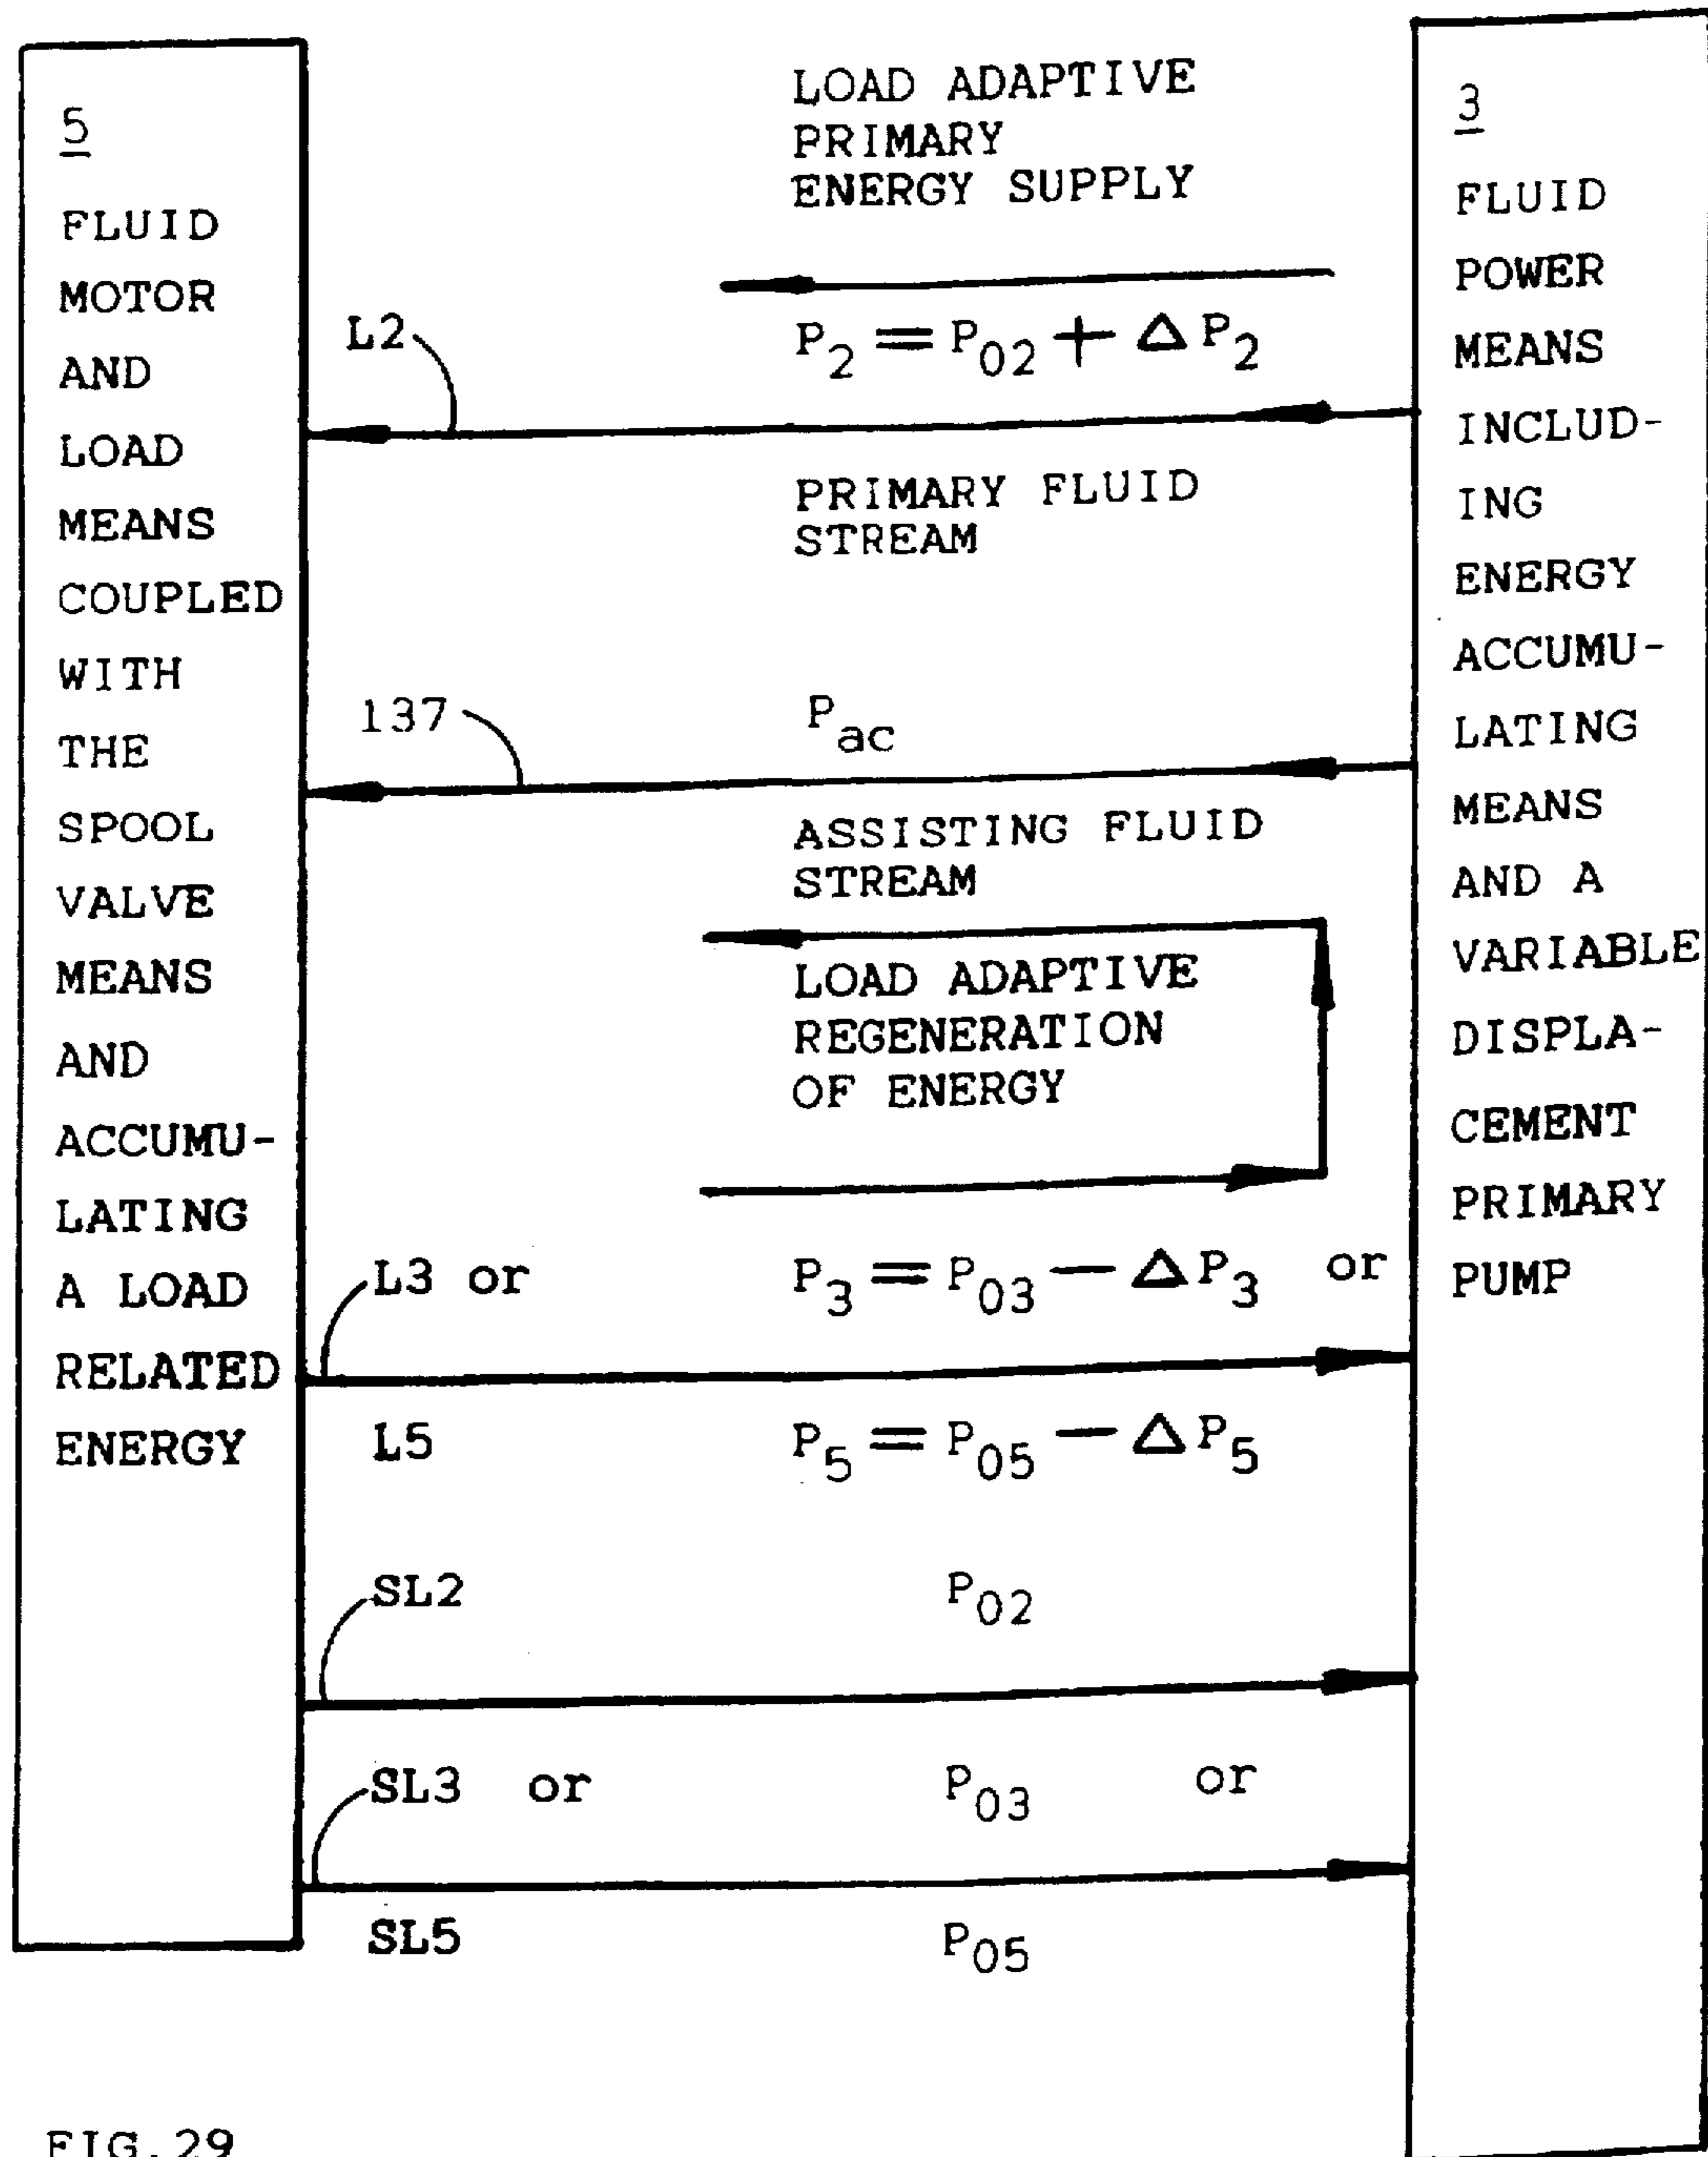 5
FLUID
MOTOR
AND
LOAD
MEANS
COUPLED
WITH
THE
SPOOL
VALVE
MEANS
AND
ACCUMU-
LATING
A LOAD
RELATED
ENERGY
LOAD ADAPTIVE
PRIMARY
ENERGY SUPPLY
L2
P₂ = P₀₂ + Δ P₂
PRIMARY FLUID
STREAM
137
Pac
ASSISTING FLUID
STREAM
LOAD ADAPTIVE
REGENERATION
OF ENERGY
L3 or
P₃ = P₀₃ − Δ P₃ or
L5
P₅ = P₀₅ − Δ P₅
SL2
P₀₂
SL3 or
P₀₃ or
SL5
P₀₅
3
FLUID
POWER
MEANS
INCLUD-
ING
ENERGY
ACCUMU-
LATING
MEANS
AND A
VARIABLE
DISPLA-
CEMENT
PRIMARY
PUMP
FIG.29